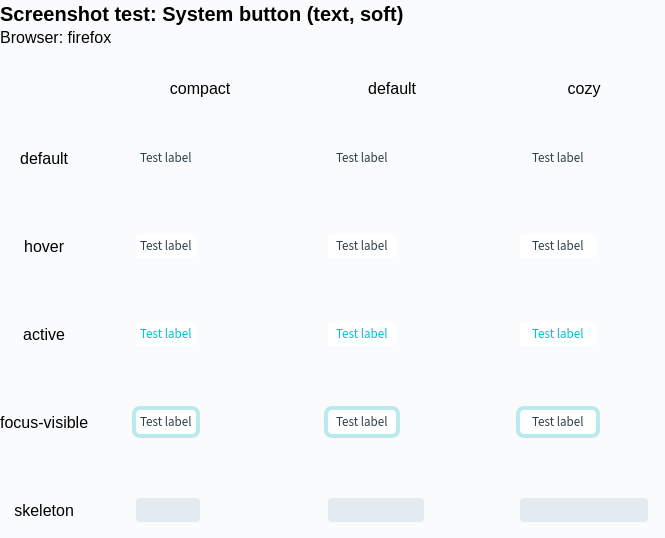 Screenshot test: System button (text, soft)
Browser: firefox
compact default cozy
default Test label Test label Test label
hover Test label Test label Test label
active Test label Test label Test label
focus-visible Test label Test label Test label
skeleton